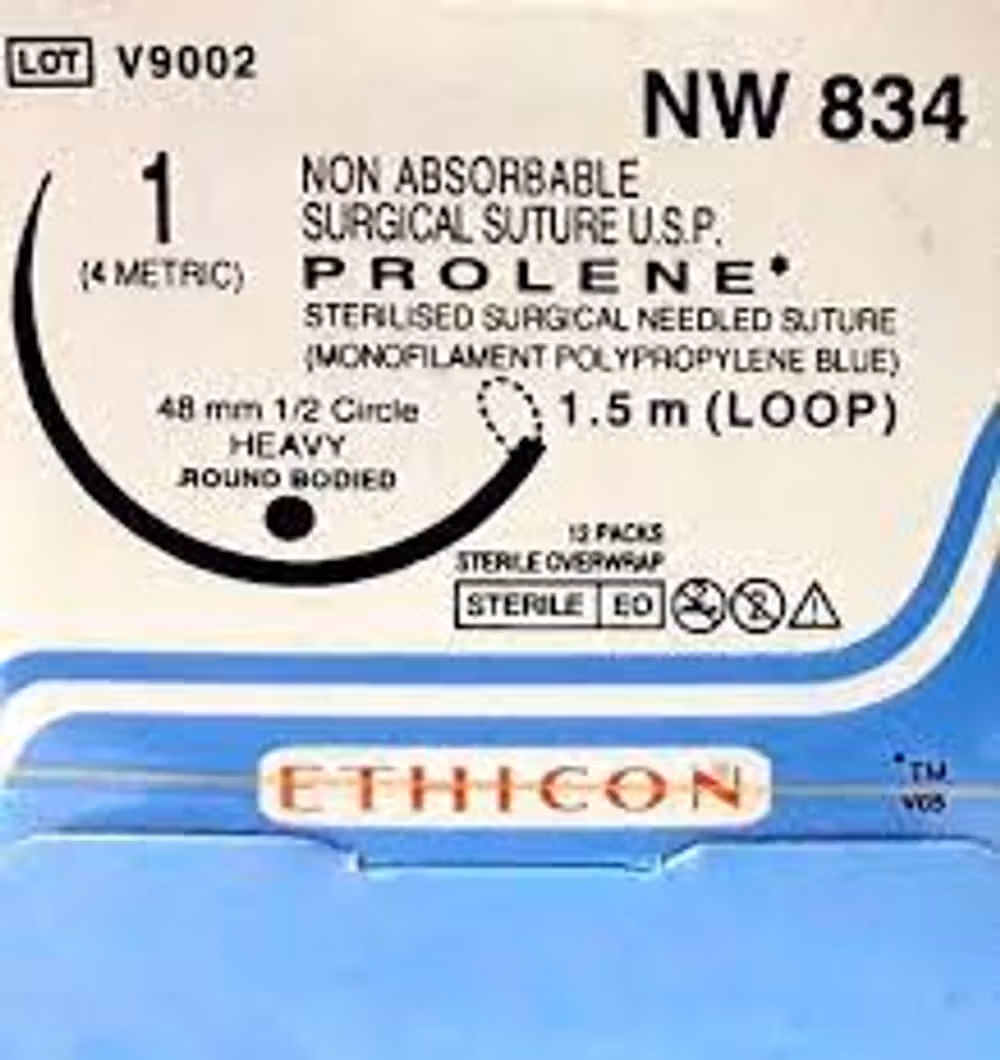 LOT V9002
NW 834
1
(4 METRIC)
NON ABSORBABLE
SURGICAL SUTURE U.S.P.
PROLENE*
STERILISED SURGICAL NEEDLED SUTURE
(MONOFILAMENT POLYPROPYLENE BLUE)
1.5 m (LOOP)
48 mm 1/2 Circle
HEAVY
ROUND BODIED
12 PACKS
STERILE OVERWRAP
STERILE EO
ETHICON
*TM
V05